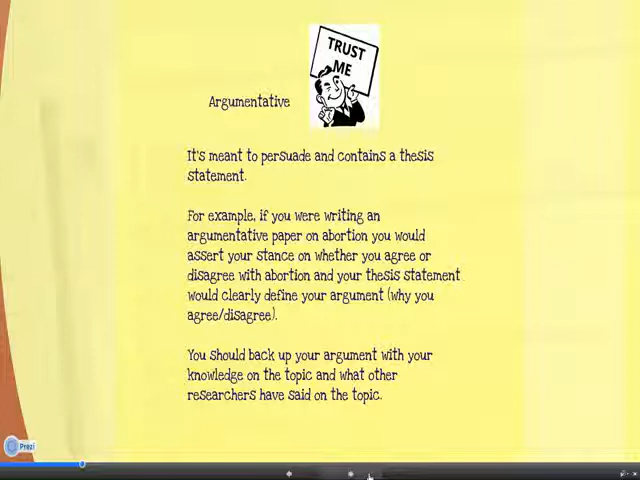 TRUST
ME
Argumentative
It's meant to persuade and contains a thesis
statement.
For example, if you were writing an
argumentative paper on abortion you would
assert your stance on whether you agree or
disagree with abortion and your thesis statement
would clearly define your argument (why you
agree/disagree).
You should back up your argument with your
knowledge on the topic and what other
researchers have said on the topic.
Prezi